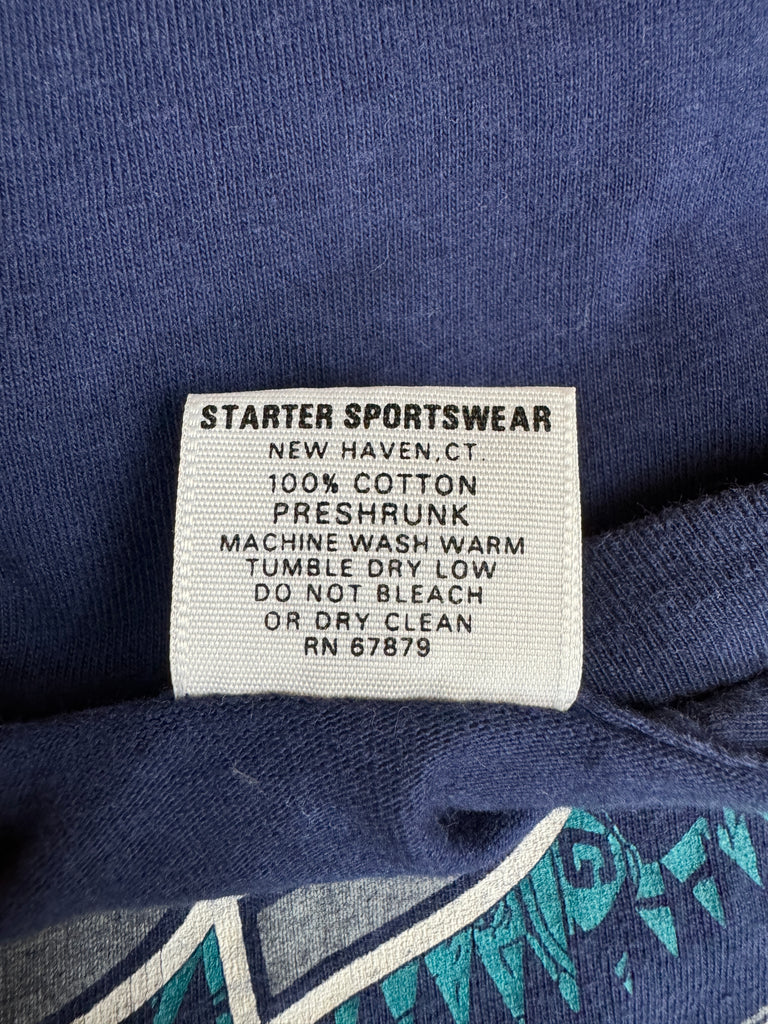 STARTER SPORTSWEAR
NEW HAVEN, CT.
100% COTTON
PRESHRUNK
MACHINE WASH WARM
TUMBLE DRY LOW
DO NOT BLEACH
OR DRY CLEAN
RN 67879